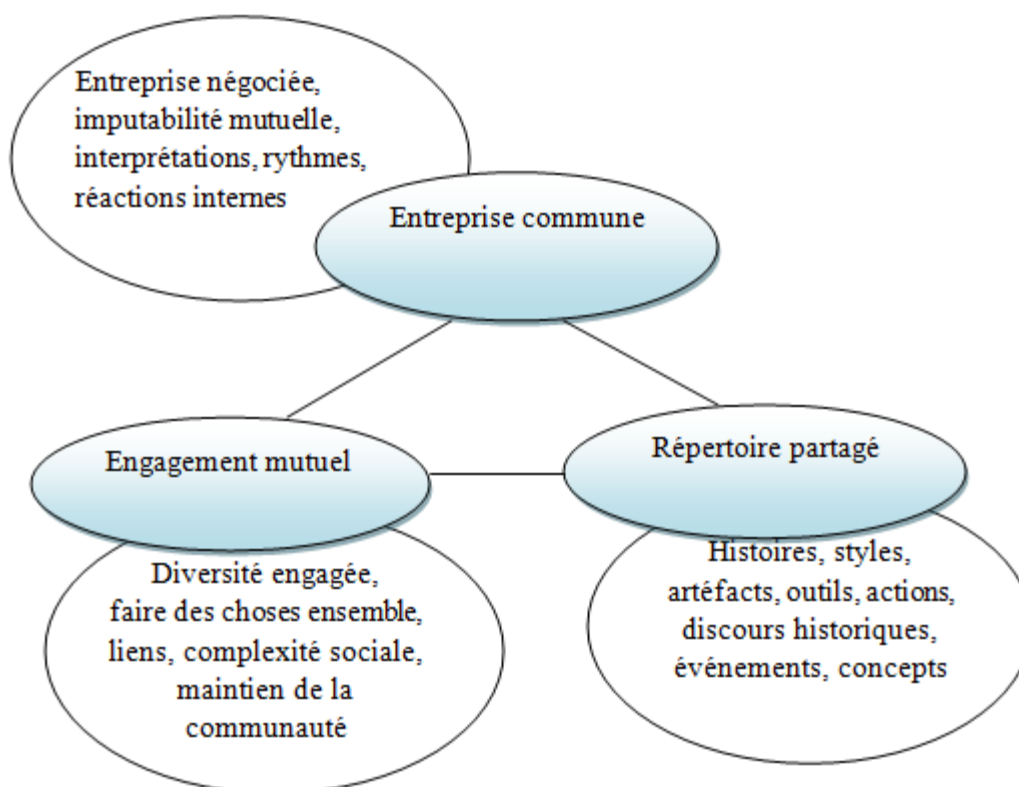 Entreprise négociée,
imputabilité mutuelle,
interprétations, rythmes,
réactions internes
Entreprise commune
Engagement mutuel
Répertoire partagé
Diversité engagée,
faire des choses ensemble,
liens, complexité sociale,
maintien de la
communauté
Histoires, styles,
artéfacts, outils, actions,
discours historiques,
événements, concepts